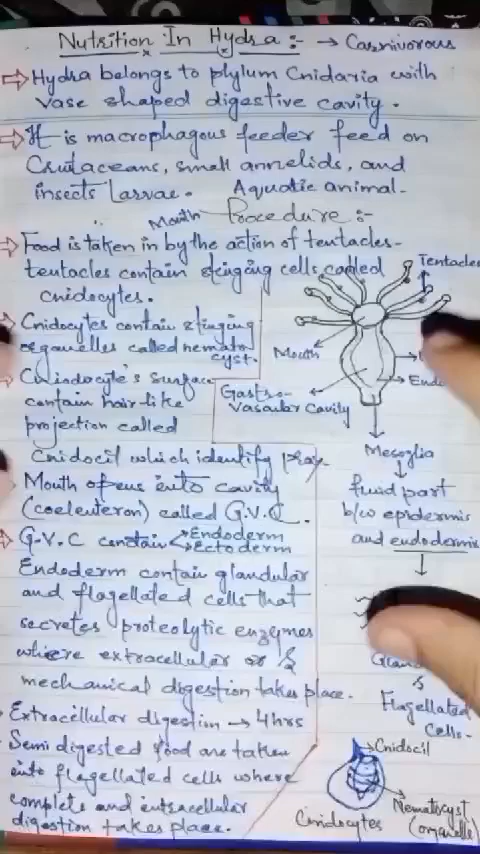 Nutrition In Hydra :- → Carnivorous
⇒ Hydra belongs to phylum Cnidaria with
vase shaped digestive cavity.
⇒ It is macrophagous feeder feed on
Crustaceans, small annelids, and
insects Larvae. Aquatic animal.
Mouth Procedure :-
⇒ Food is taken in by the action of tentacles-
tentacles contain stinging cells called
cnidocytes.
Cnidocytes contain stinging
organelles called nemato
cyst.
Cnidocyte's surface
contain hair-like
projection called
Cnidocil which identify prey.
Mouth opens into cavity
(coelenteron) called G.V.C.
⇒ G.V.C contain < Endoderm
Ectoderm
Endoderm contain glandular
and flagellated cells that
secretes proteolytic enzymes
where extracellular or &
mechanical digestion takes place.
Extracellular digestion → 4hrs
Semi digested food are taken
into flagellated cells where
complete and intracellular
digestion takes place.
Tentacles
Mouth
Endo
Gastro-
Vascular Cavity
Mesoglia
↓
fluid part
b/w epidermis
and endodermis
↓
Gland
&
Flagellated
Cells.
Cnidocil
Nematocyst
(organelle)
Cnidocytes